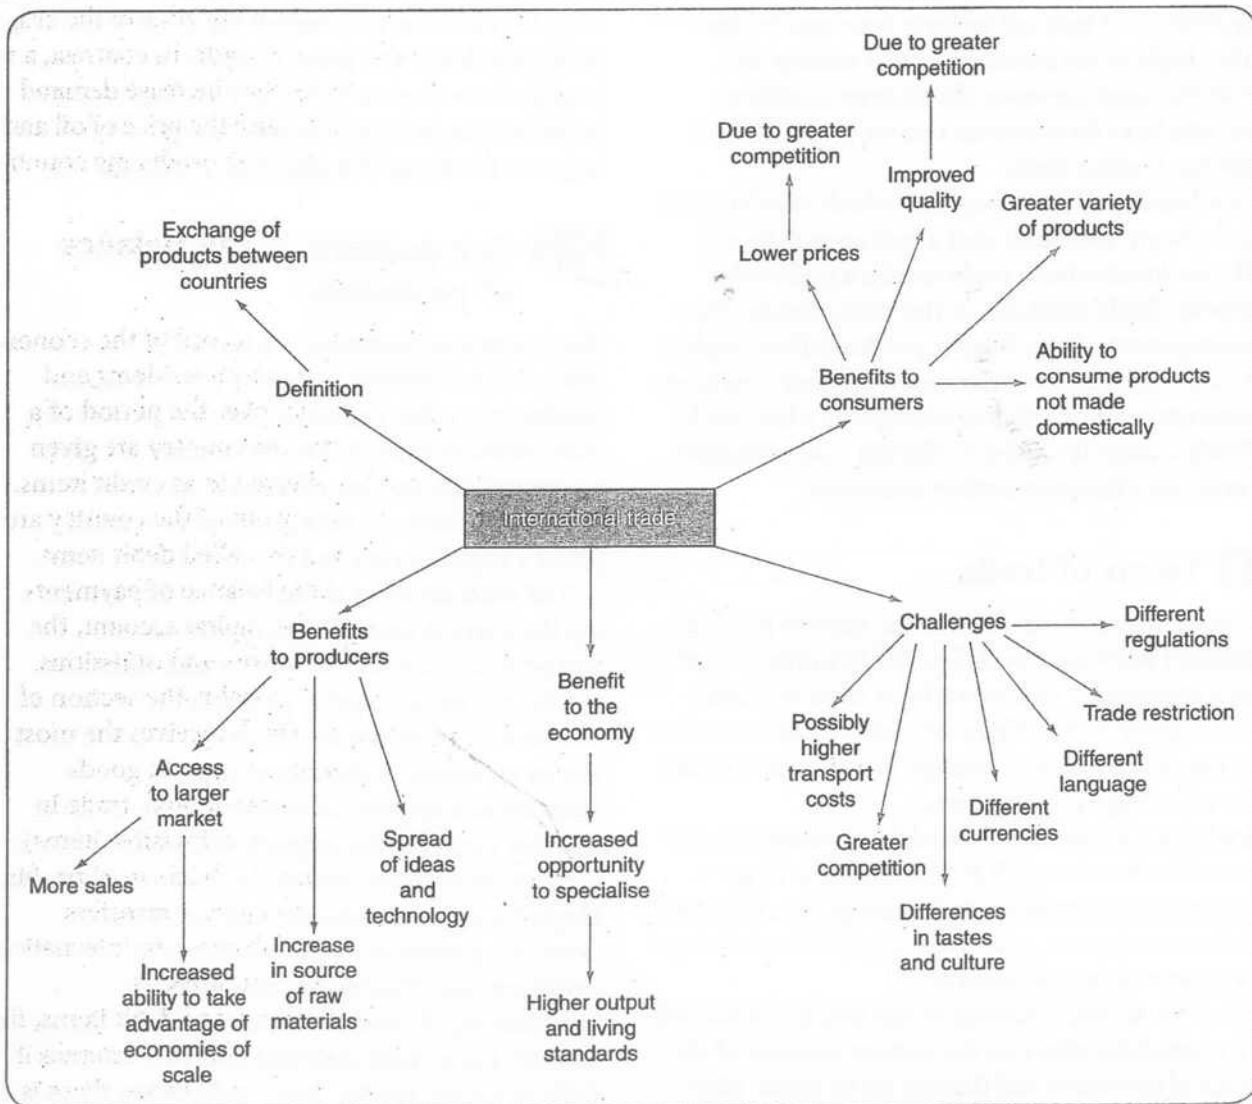 Due to greater
competition
Due to greater
competition
Improved
quality
Greater variety
of products
Exchange of
products between
countries
Lower prices
Definition
Benefits to
consumers
Ability to
consume products
not made
domestically
International trade
Benefits
to producers
Benefit
to the
economy
Challenges
Different
regulations
Trade restriction
Different
language
Different
currencies
Possibly
higher
transport
costs
Greater
competition
Differences
in tastes
and culture
Access
to larger
market
More sales
Increased
ability to take
advantage of
economies of
scale
Increase
in source
of raw
materials
Spread
of ideas
and
technology
Increased
opportunity
to specialise
Higher output
and living
standards